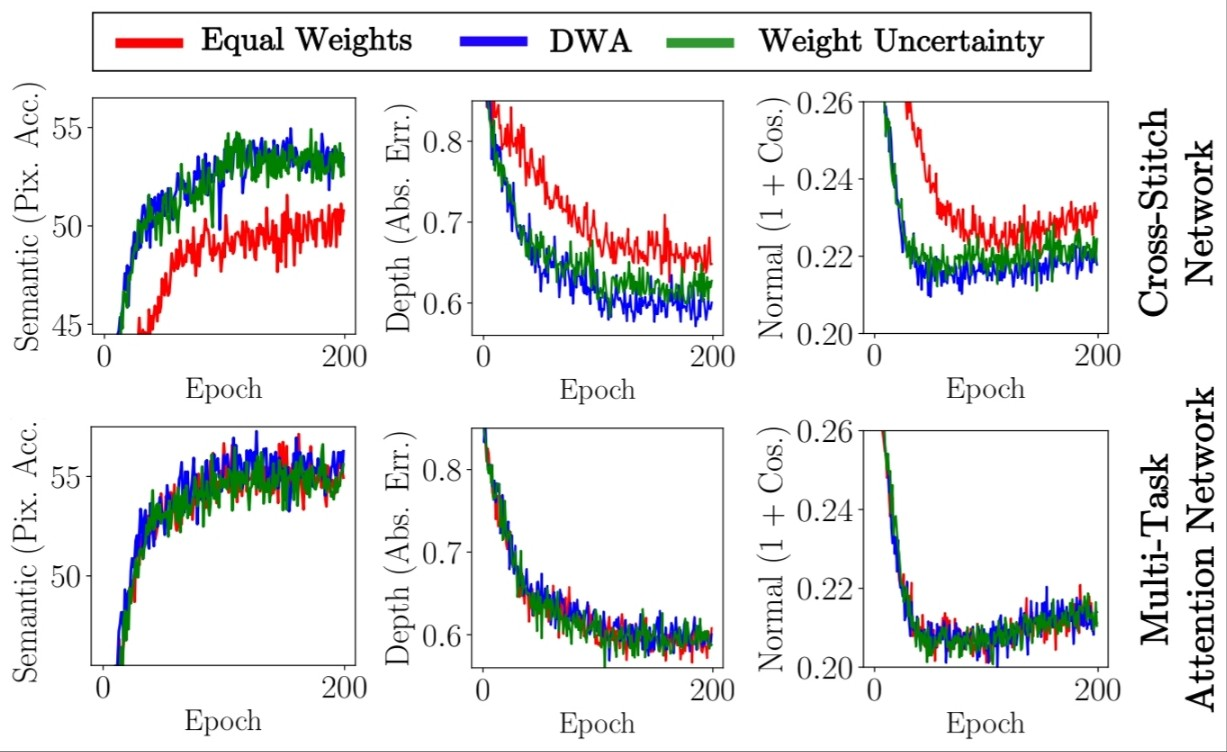 Equal Weights DWA Weight Uncertainty
Semantic (Pix. Acc.)
55
50
45
0 200
Epoch
Depth (Abs. Err.)
0.8
0.7
0.6
0 200
Epoch
Normal (1 + Cos.)
0.26
0.24
0.22
0.20
0 200
Epoch
Cross-Stitch
Network
Semantic (Pix. Acc.
55
50
0 200
Epoch
Depth (Abs. Err.)
0.8
0.7
0.6
0 200
Epoch
Normal (1 + Cos.)
0.26
0.24
0.22
0.20
0 200
Epoch
Multi-Task
Attention Network